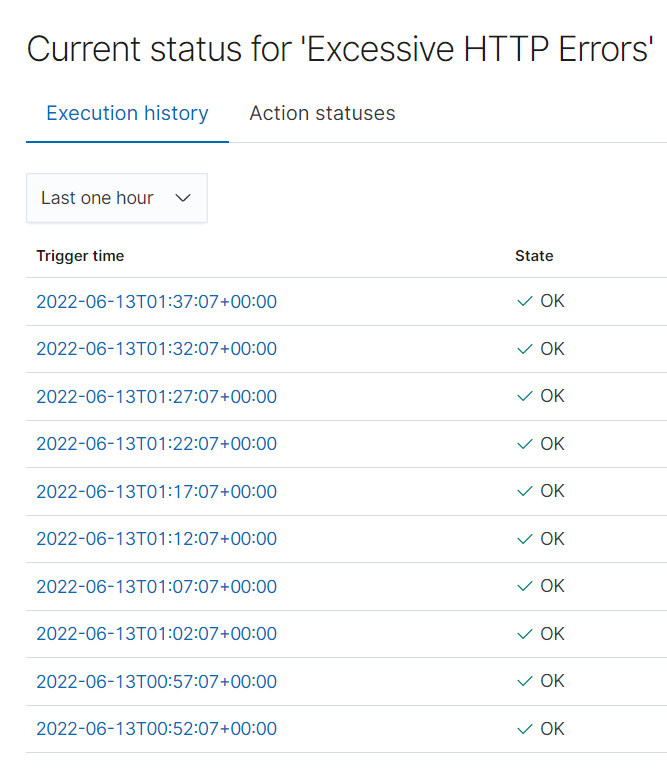 Current status for 'Excessive HTTP Errors'
Execution history Action statuses
Last one hour
Trigger time State
2022-06-13T01:37:07+00:00 OK
2022-06-13T01:32:07+00:00 OK
2022-06-13T01:27:07+00:00 OK
2022-06-13T01:22:07+00:00 OK
2022-06-13T01:17:07+00:00 OK
2022-06-13T01:12:07+00:00 OK
2022-06-13T01:07:07+00:00 OK
2022-06-13T01:02:07+00:00 OK
2022-06-13T00:57:07+00:00 OK
2022-06-13T00:52:07+00:00 OK